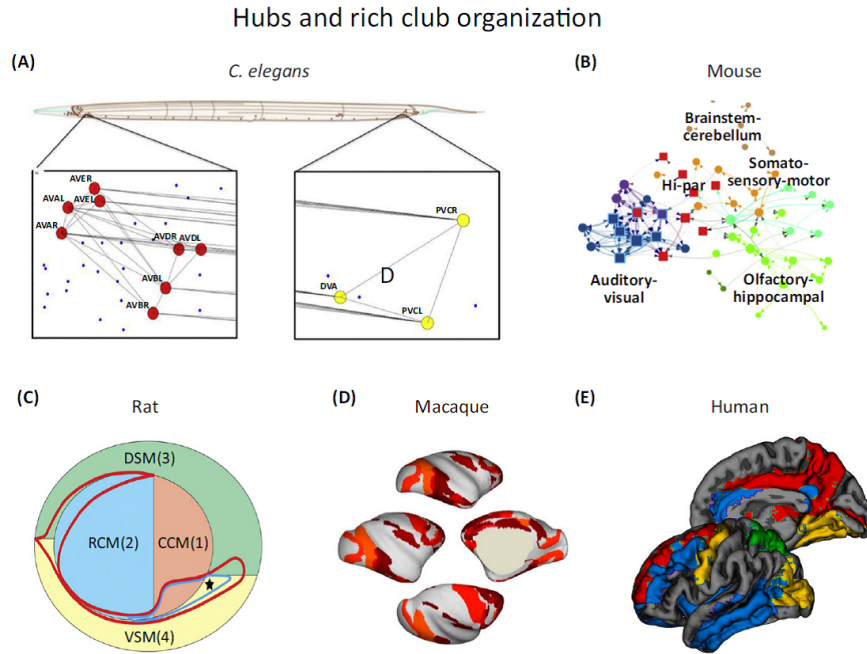 Hubs and rich club organization
(A)
C. elegans
AVER
AVAL AVEL
AVAR
AVDR AVDL
AVBL
AVBR
PVCR
D
DVA
PVCL
(B)
Mouse
Brainstem-
cerebellum
Somato-
sensory-motor
Hi-par
Auditory-
visual
Olfactory-
hippocampal
(C)
Rat
DSM(3)
RCM(2) CCM(1)
VSM(4)
(D)
Macaque
(E)
Human